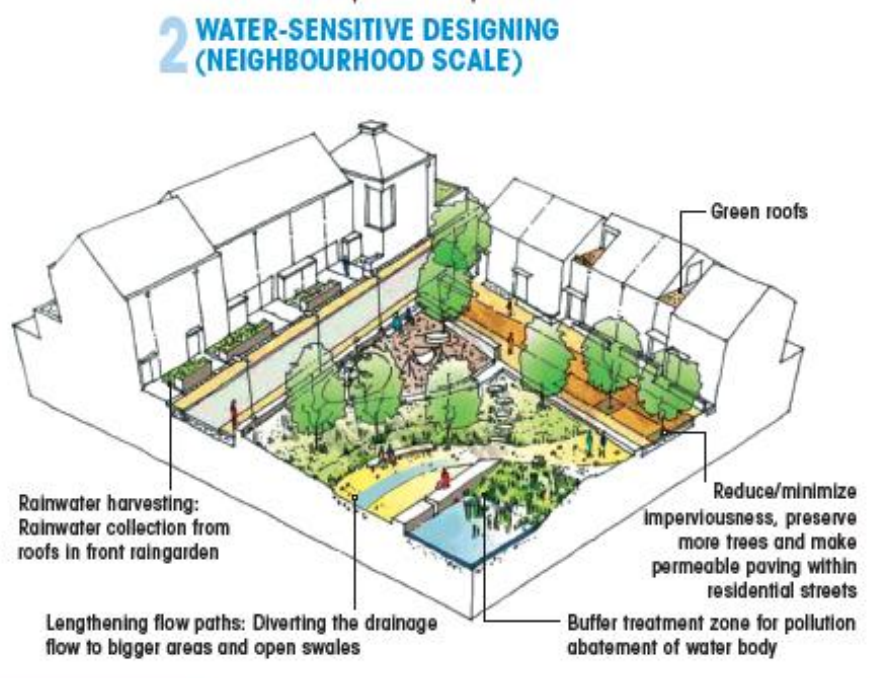 2 WATER-SENSITIVE DESIGNING
(NEIGHBOURHOOD SCALE)
Green roofs
Rainwater harvesting:
Rainwater collection from
roofs in front raingarden
Reduce/minimize
imperviousness, preserve
more trees and make
permeable paving within
residential streets
Lengthening flow paths: Diverting the drainage
flow to bigger areas and open swales
Buffer treatment zone for pollution
abatement of water body